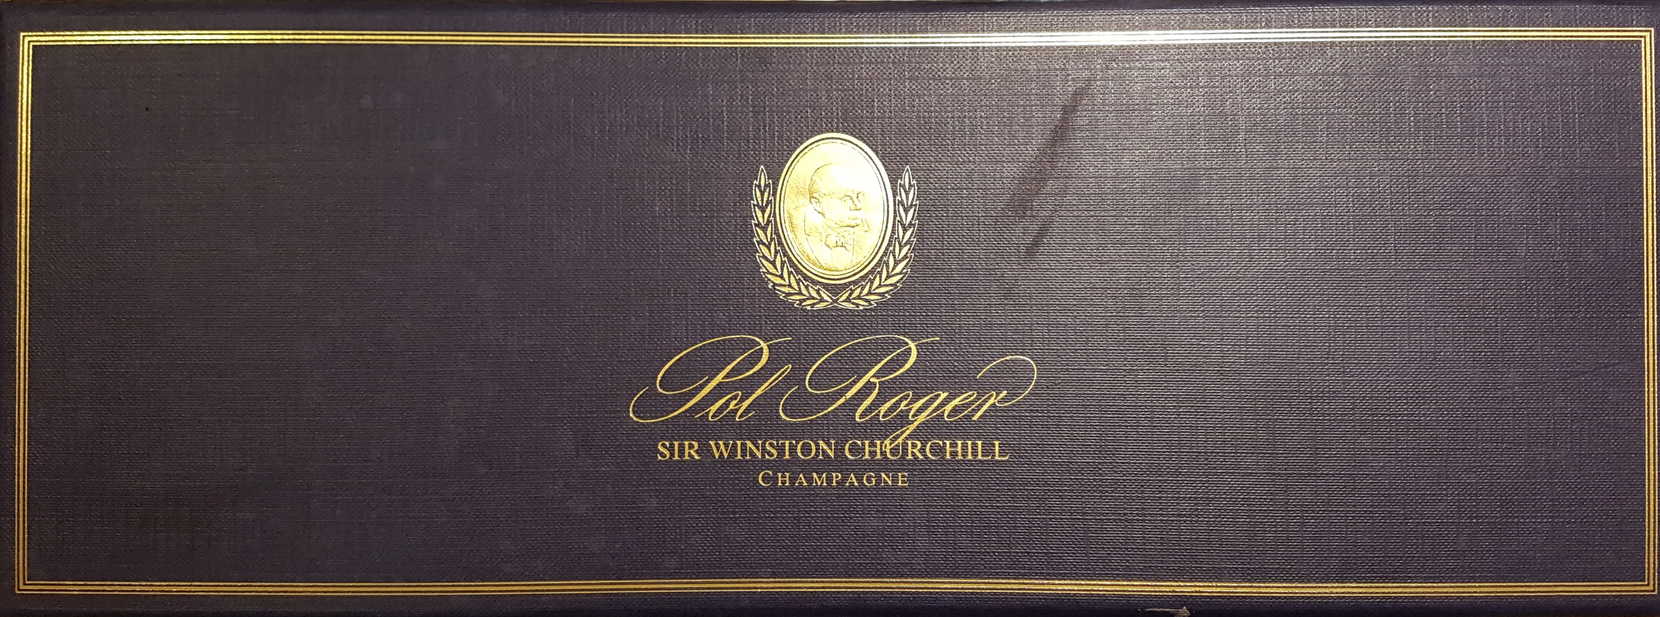 Pol Roger
SIR WINSTON CHURCHILL
CHAMPAGNE